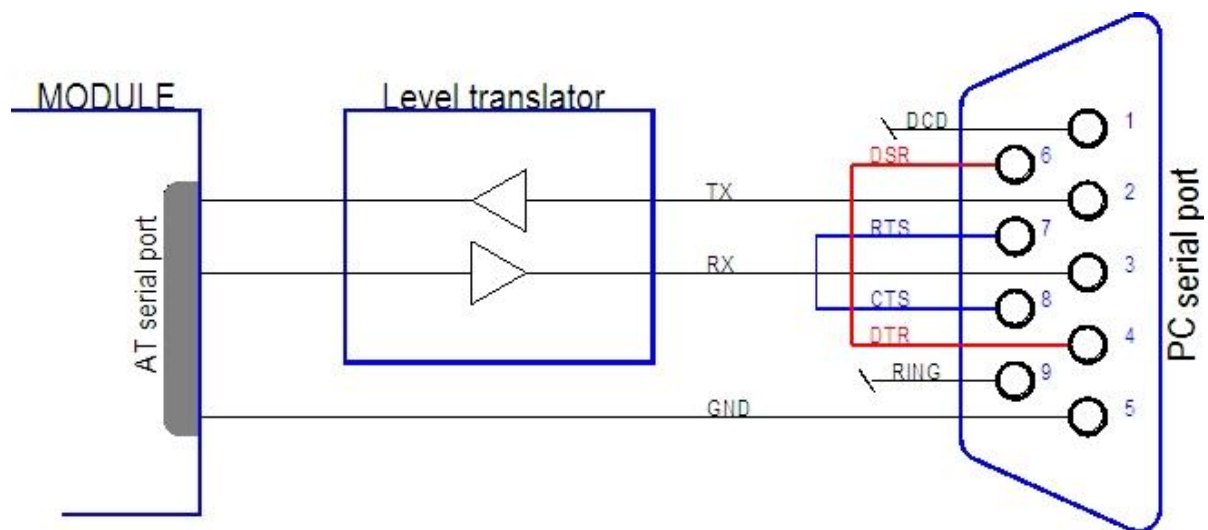 MODULE
Level translator
DCD
1
DSR
6
TX
2
RTS
7
RX
3
CTS
8
DTR
4
RING
9
GND
5
AT serial port
PC serial port